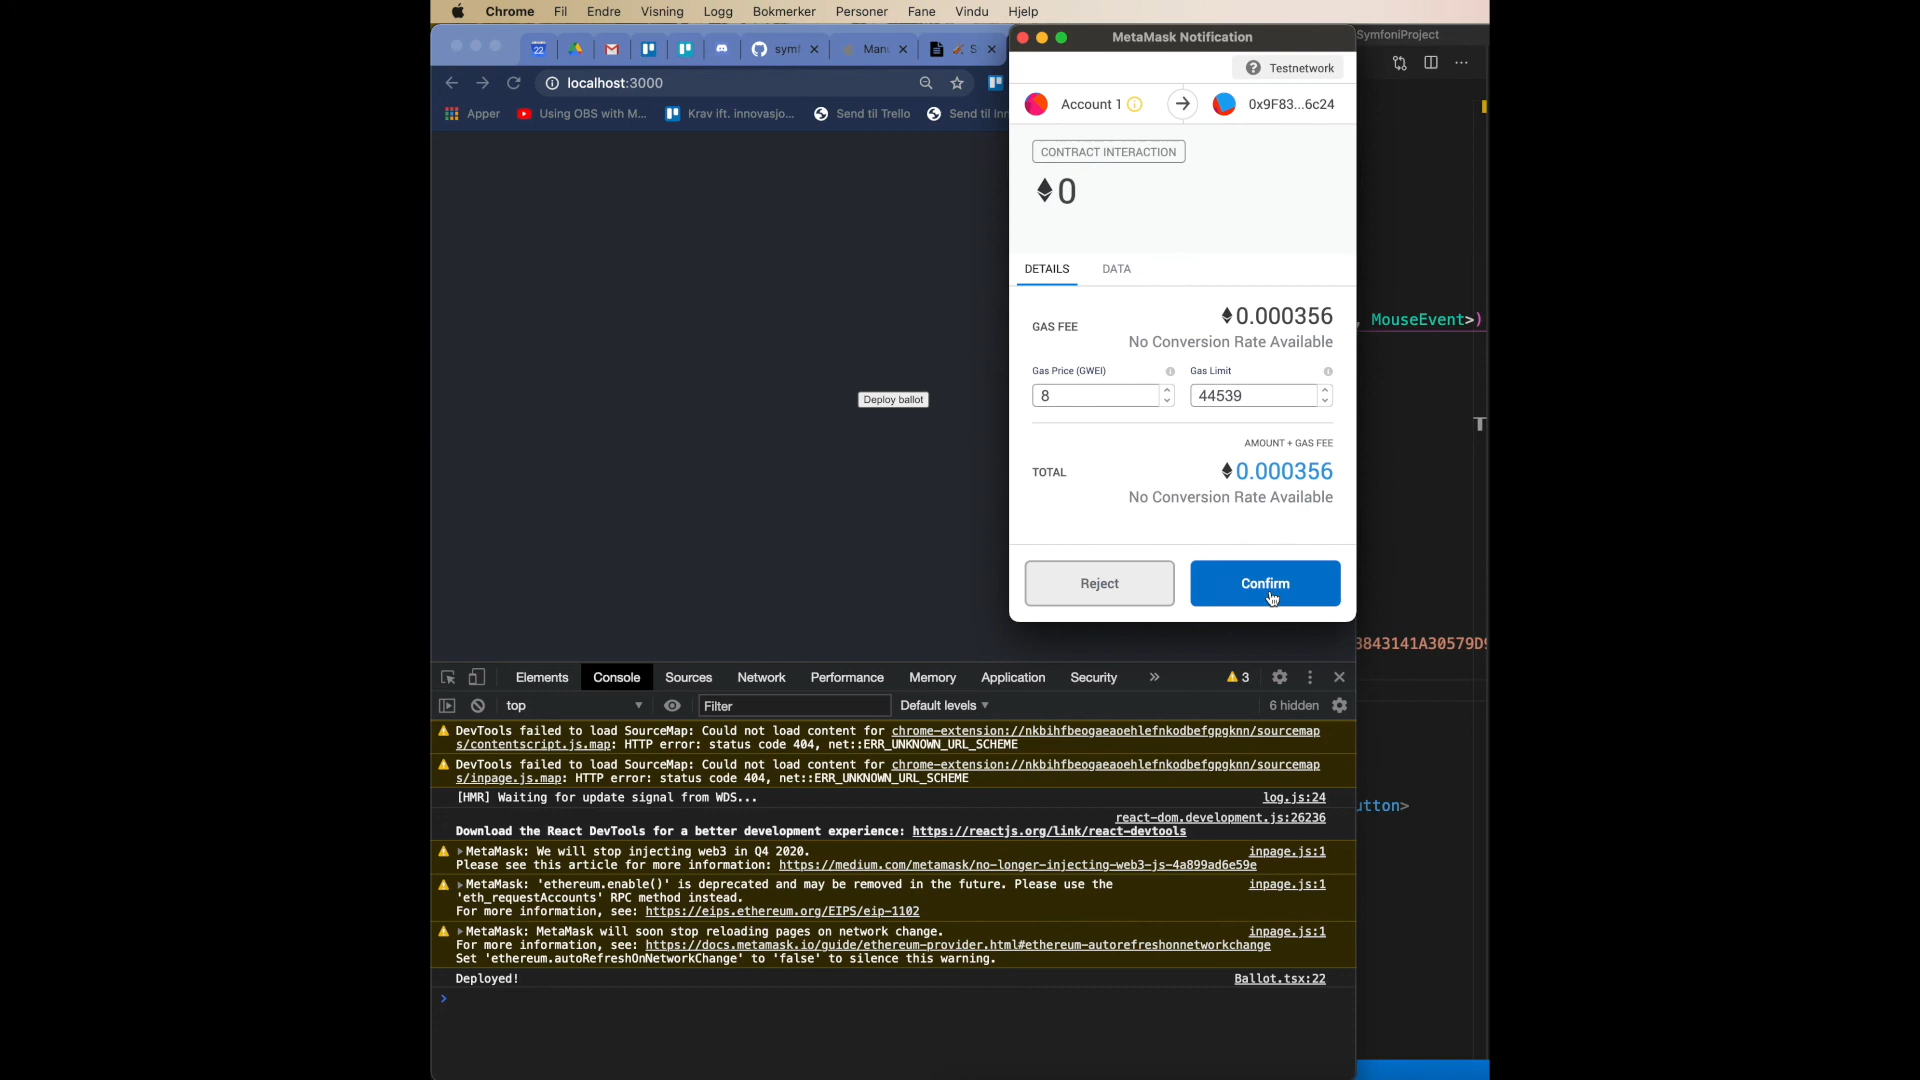 Chrome Fil Endre Visning Logg Bokmerker Personer Fane Vindu Hjelp
22
symf
Manu
S
MetaMask Notification
SymfoniProject
localhost:3000
Testnetwork
Apper
Using OBS with M...
Krav ift. innovasjo...
Send til Trello
Send til Inn
Account 1
0x9F83...6c24
CONTRACT INTERACTION
0
DETAILS
DATA
GAS FEE
0.000356
No Conversion Rate Available
, MouseEvent>)
Gas Price (GWEI)
Gas Limit
8
44539
Deploy ballot
AMOUNT + GAS FEE
TOTAL
0.000356
No Conversion Rate Available
Reject
Confirm
3843141A30579D9
Elements Console Sources Network Performance Memory Application Security » 3
top
Filter
Default levels
6 hidden
DevTools failed to load SourceMap: Could not load content for chrome-extension://nkbihfbeogaeaoehlefnkodbefgpgknn/sourcemap
s/contentscript.js.map: HTTP error: status code 404, net::ERR_UNKNOWN_URL_SCHEME
DevTools failed to load SourceMap: Could not load content for chrome-extension://nkbihfbeogaeaoehlefnkodbefgpgknn/sourcemap
s/inpage.js.map: HTTP error: status code 404, net::ERR_UNKNOWN_URL_SCHEME
[HMR] Waiting for update signal from WDS...
log.js:24
utton>
react-dom.development.js:26236
Download the React DevTools for a better development experience: https://reactjs.org/link/react-devtools
MetaMask: We will stop injecting web3 in Q4 2020.
inpage.js:1
Please see this article for more information: https://medium.com/metamask/no-longer-injecting-web3-js-4a899ad6e59e
MetaMask: 'ethereum.enable()' is deprecated and may be removed in the future. Please use the
inpage.js:1
'eth_requestAccounts' RPC method instead.
For more information, see: https://eips.ethereum.org/EIPS/eip-1102
MetaMask: MetaMask will soon stop reloading pages on network change.
inpage.js:1
For more information, see: https://docs.metamask.io/guide/ethereum-provider.html#ethereum-autorefreshonnetworkchange
Set 'ethereum.autoRefreshOnNetworkChange' to 'false' to silence this warning.
Deployed!
Ballot.tsx:22